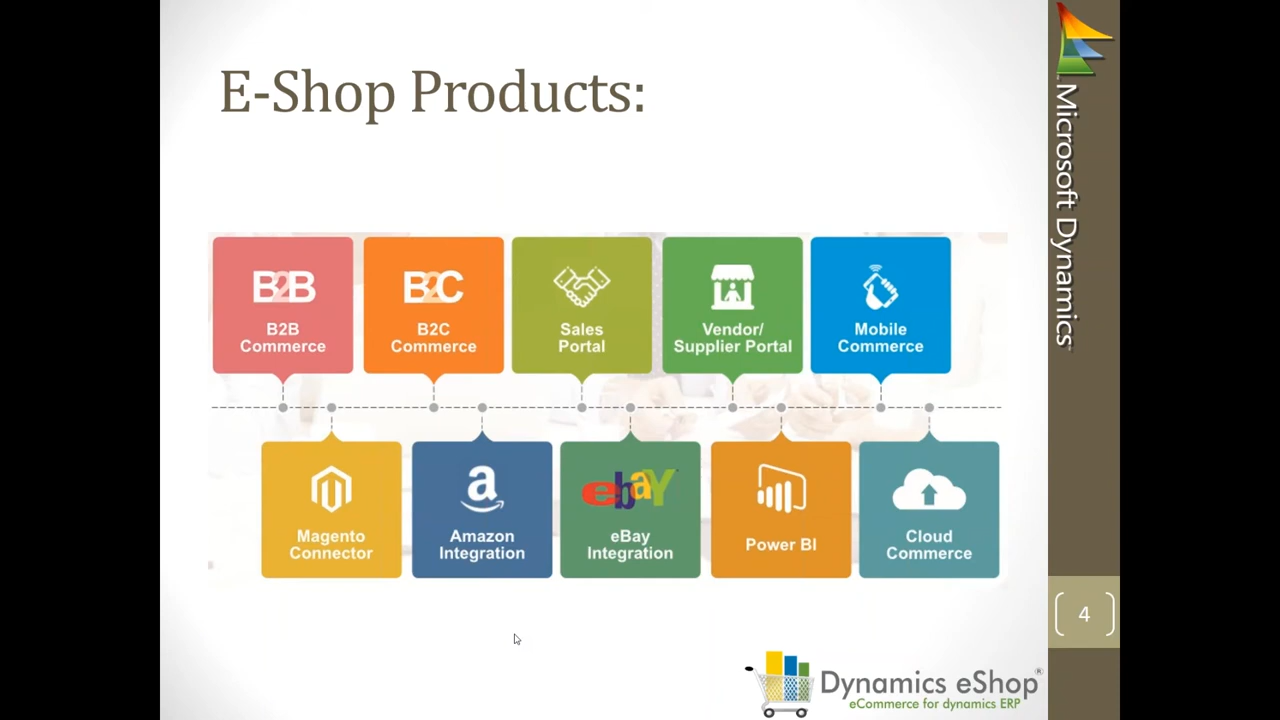 E-Shop Products:
B2B
B2B
Commerce
B2C
B2C
Commerce
Sales
Portal
Vendor/
Supplier Portal
Mobile
Commerce
Magento
Connector
a
Amazon
Integration
ebay
eBay
Integration
Power BI
Cloud
Commerce
Microsoft Dynamics
4
Dynamics eShop®
eCommerce for dynamics ERP